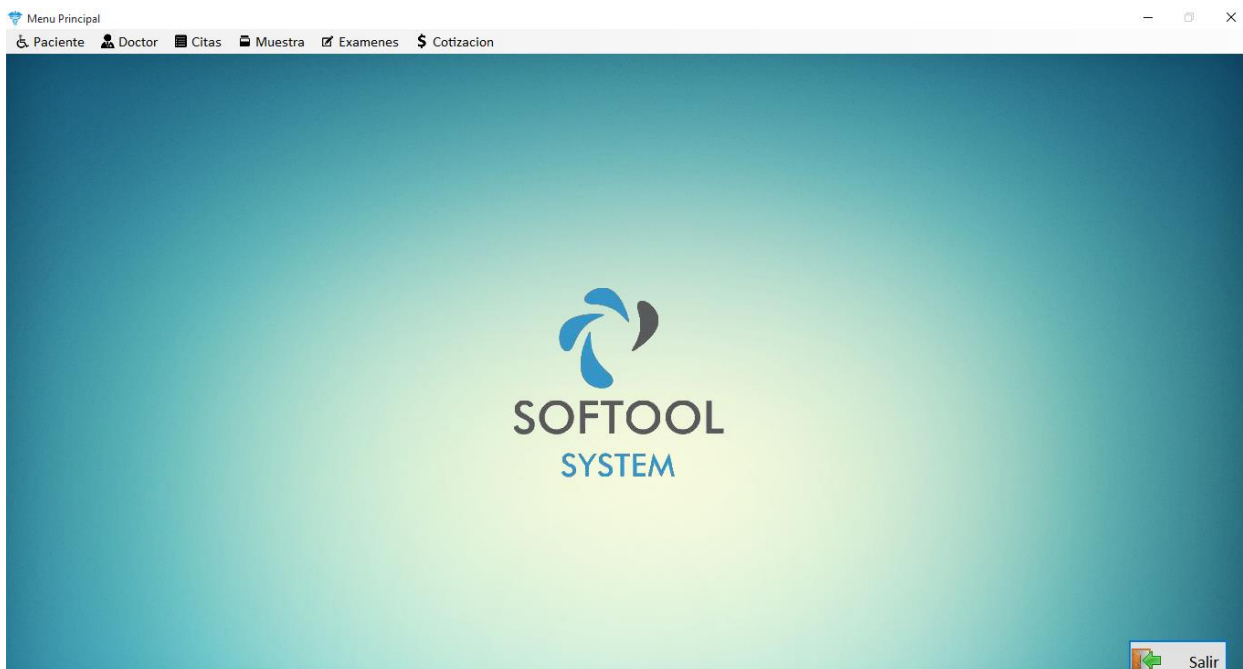 Menu Principal
Paciente Doctor Citas Muestra Examenes $ Cotizacion
SOFTOOL
SYSTEM
Salir